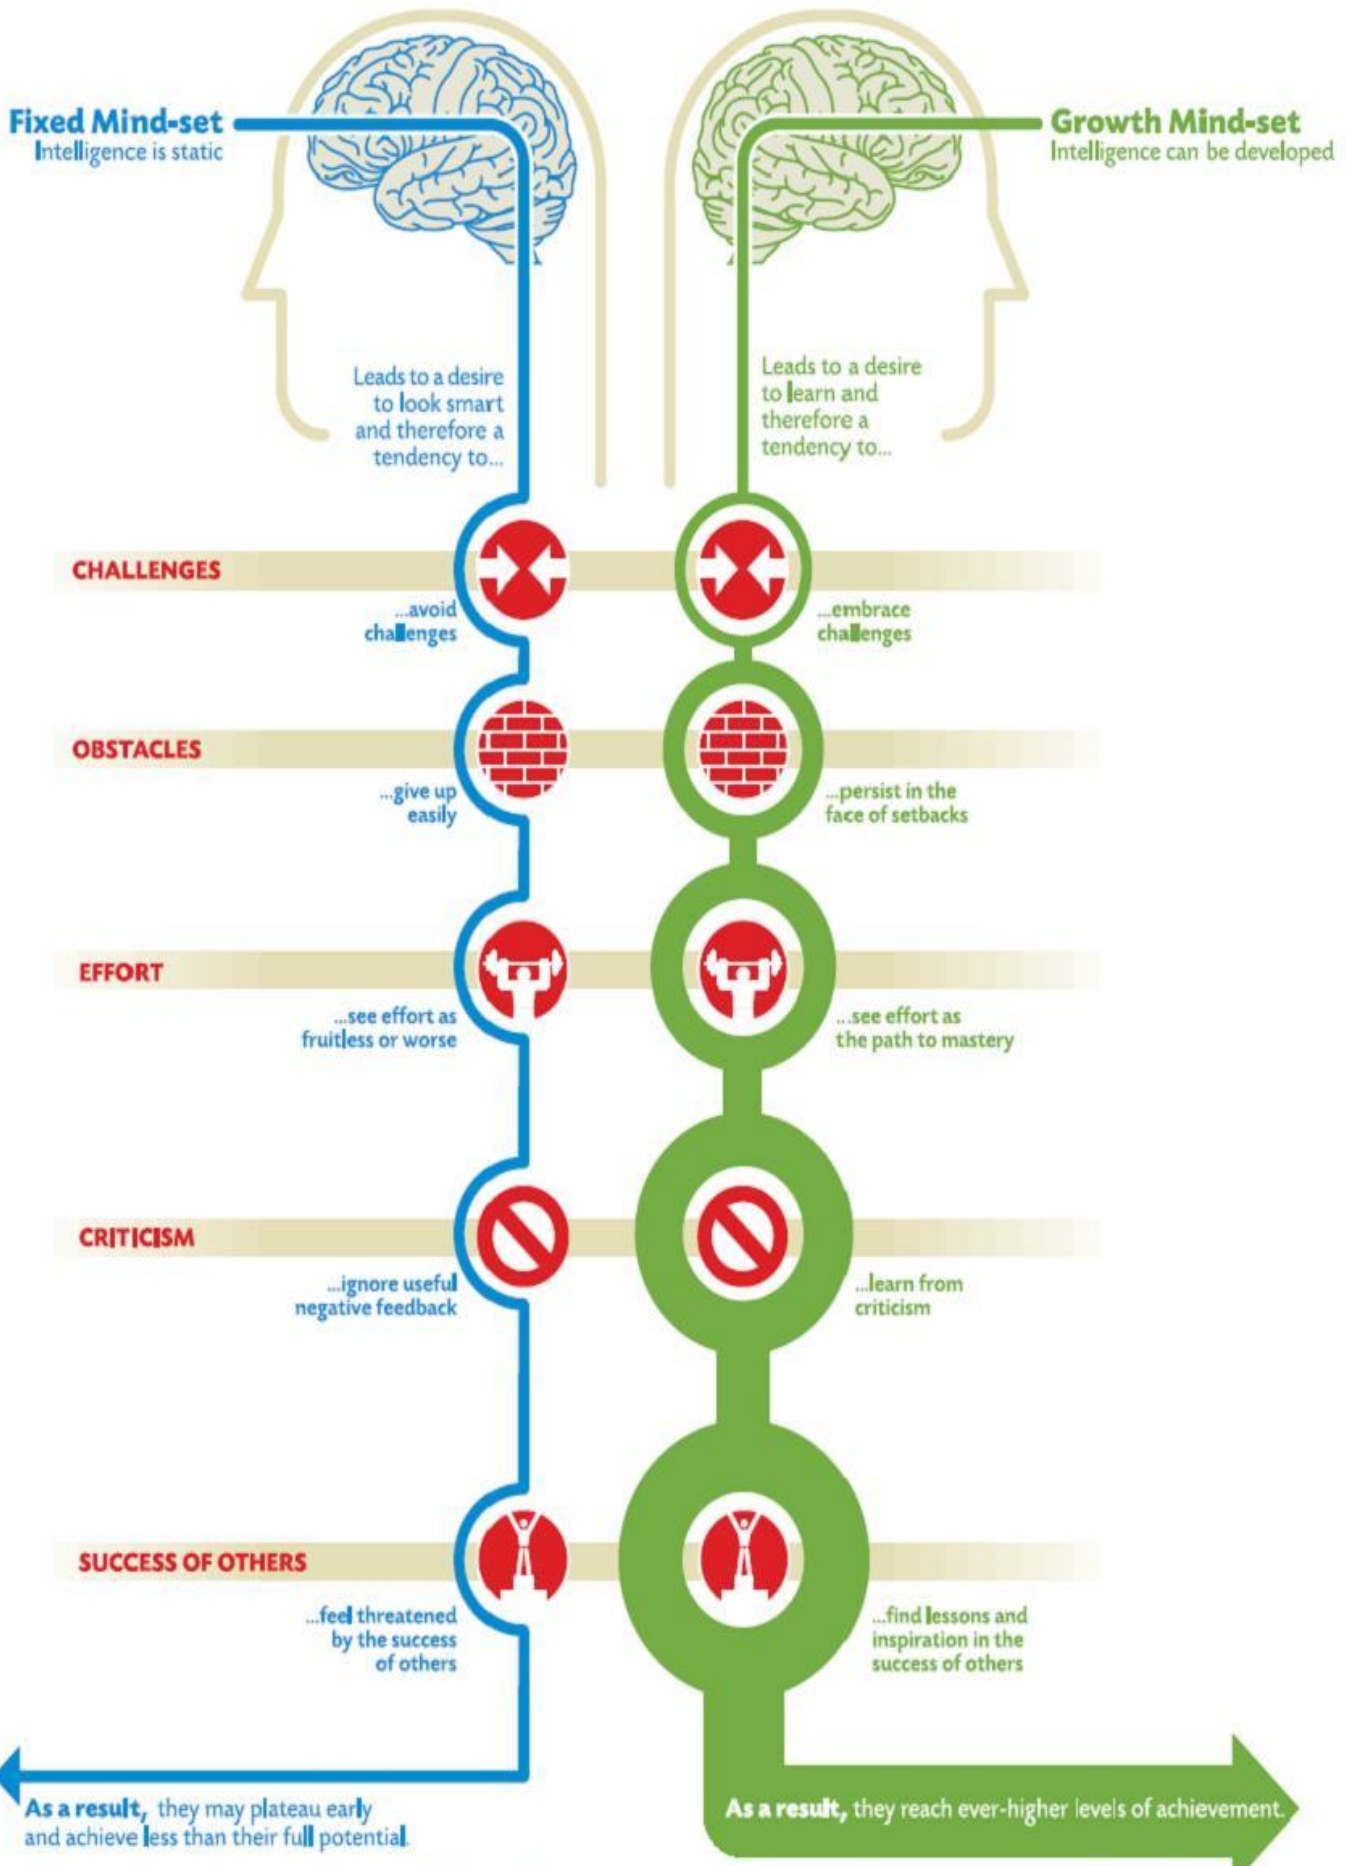 Fixed Mind-set
Intelligence is static
Growth Mind-set
Intelligence can be developed
Leads to a desire
to look smart
and therefore a
tendency to...
Leads to a desire
to learn and
therefore a
tendency to...
CHALLENGES
...avoid
challenges
...embrace
challenges
OBSTACLES
...give up
easily
...persist in the
face of setbacks
EFFORT
...see effort as
fruitless or worse
...see effort as
the path to mastery
CRITICISM
...ignore useful
negative feedback
...learn from
criticism
SUCCESS OF OTHERS
...feel threatened
by the success
of others
...find lessons and
inspiration in the
success of others
As a result, they may plateau early
and achieve less than their full potential.
As a result, they reach ever-higher levels of achievement.